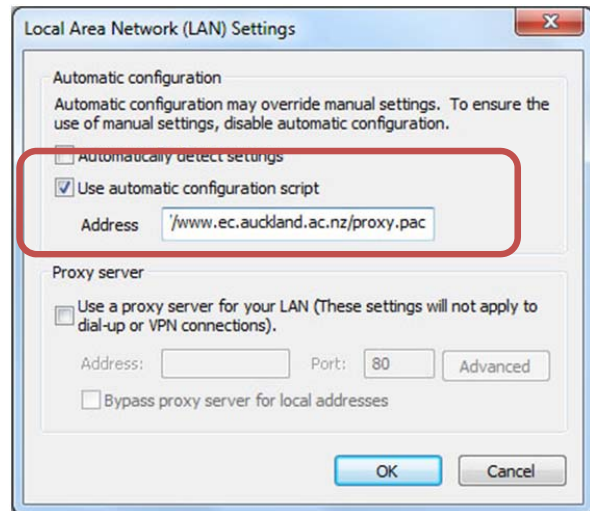 Local Area Network (LAN) Settings
Automatic configuration
Automatic configuration may override manual settings. To ensure the
use of manual settings, disable automatic configuration.
Automatically detect settings
Use automatic configuration script
Address /www.ec.auckland.ac.nz/proxy.pac
Proxy server
Use a proxy server for your LAN (These settings will not apply to
dial-up or VPN connections).
Address: Port: 80 Advanced
Bypass proxy server for local addresses
OK Cancel